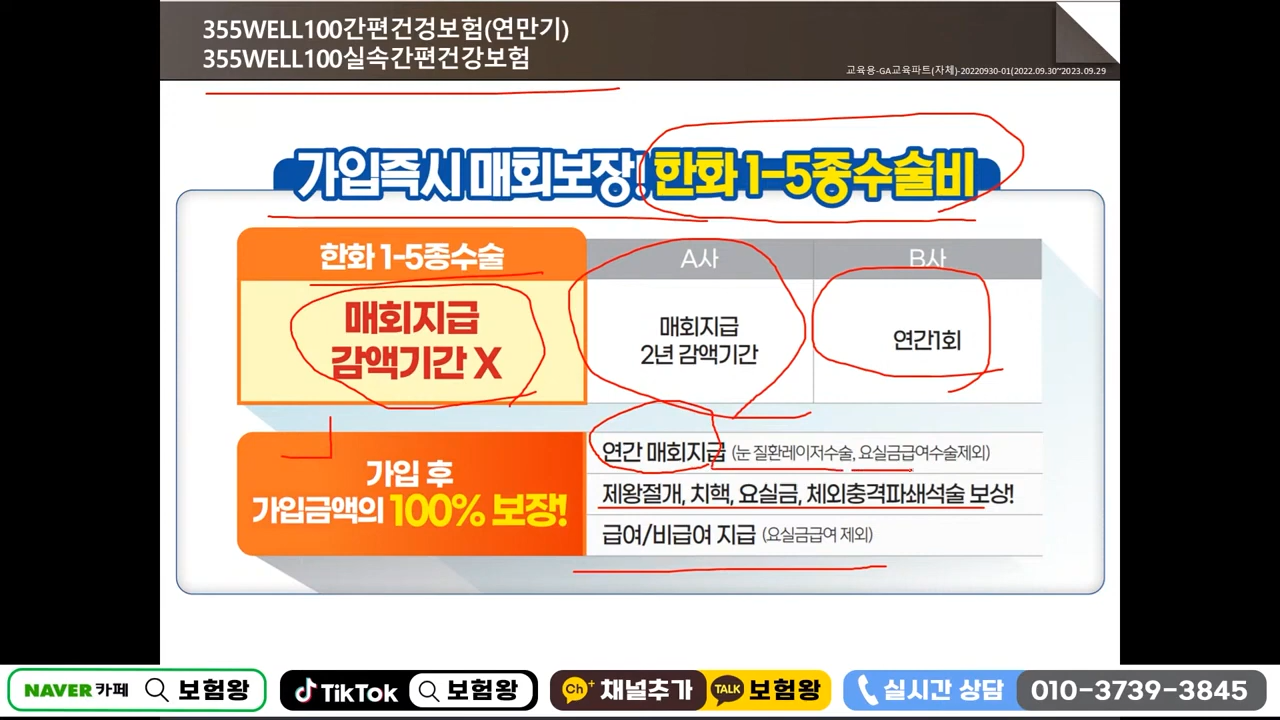 355WELL100간편건강보험(연만기)
355WELL100실속간편건강보험
교육용-GA교육파트(자체)-20220930-01(2022.09.30~2023.09.29
가입즉시 매회보장! 한화 1-5종수술비
한화 1-5종수술
A사
B사
매회지급
감액기간 X
매회지급
2년 감액기간
연간1회
가입 후
가입금액의 100% 보장!
연간 매회지급 (눈 질환레이저수술, 요실금급여수술제외)
제왕절개, 치핵, 요실금, 체외충격파쇄석술 보상!
급여/비급여 지급 (요실금급여 제외)
NAVER 카페 보험왕
TikTok 보험왕
Ch+ 채널추가 TALK 보험왕
실시간 상담 010-3739-3845